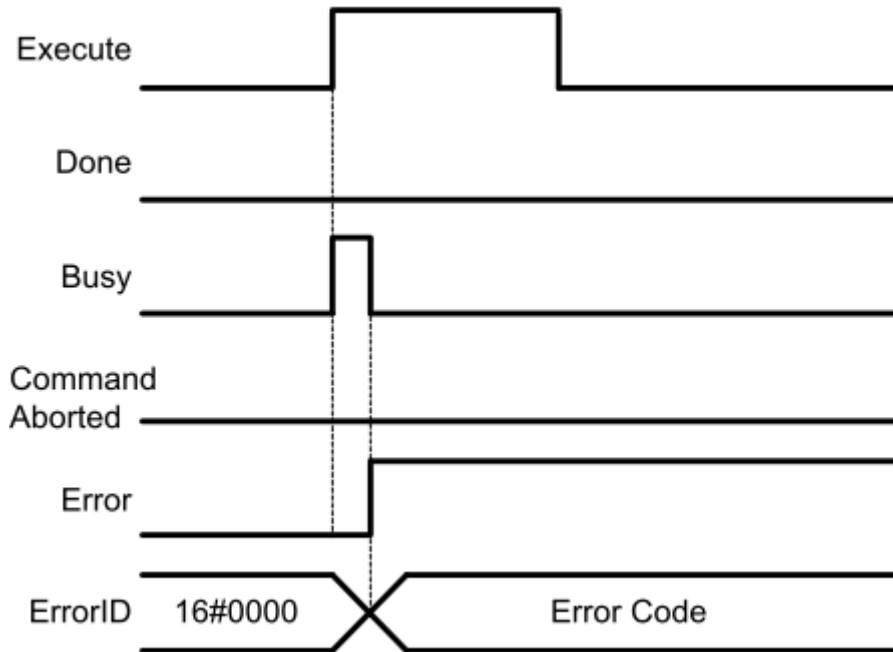 Execute
Done
Busy
Command
Aborted
Error
ErrorID 16#0000 Error Code